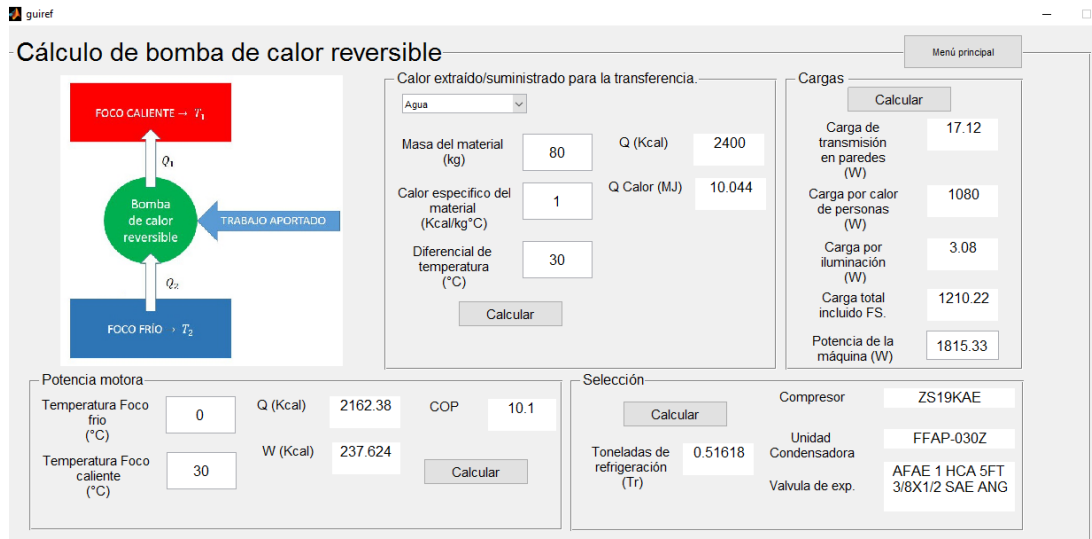 guiref
Cálculo de bomba de calor reversible
Menú principal
FOCO CALIENTE → T₁
Q₁
Bomba
de calor
reversible
TRABAJO APORTADO
Q₂
FOCO FRÍO → T₂
Calor extraído/suministrado para la transferencia.
Agua
Masa del material
(kg)
80
Q (Kcal)
2400
Calor especifico del
material
(Kcal/kg°C)
1
Q Calor (MJ)
10.044
Diferencial de
temperatura
(°C)
30
Calcular
Cargas
Calcular
Carga de
transmisión
en paredes
(W)
17.12
Carga por calor
de personas
(W)
1080
Carga por
iluminación
(W)
3.08
Carga total
incluido FS.
1210.22
Potencia de la
máquina (W)
1815.33
Potencia motora
Temperatura Foco
frio
(°C)
0
Q (Kcal)
2162.38
COP
10.1
Temperatura Foco
caliente
(°C)
30
W (Kcal)
237.624
Calcular
Selección
Calcular
Toneladas de
refrigeración
(Tr)
0.51618
Compresor
ZS19KAE
Unidad
Condensadora
FFAP-030Z
Valvula de exp.
AFAE 1 HCA 5FT
3/8X1/2 SAE ANG